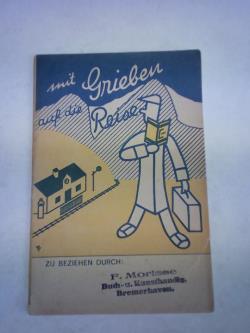 mit Grieben
auf die Reise
ZU BEZIEHEN DURCH:
F. Morisse
Buch- u. Kunsthandlg.
Bremerhaven.